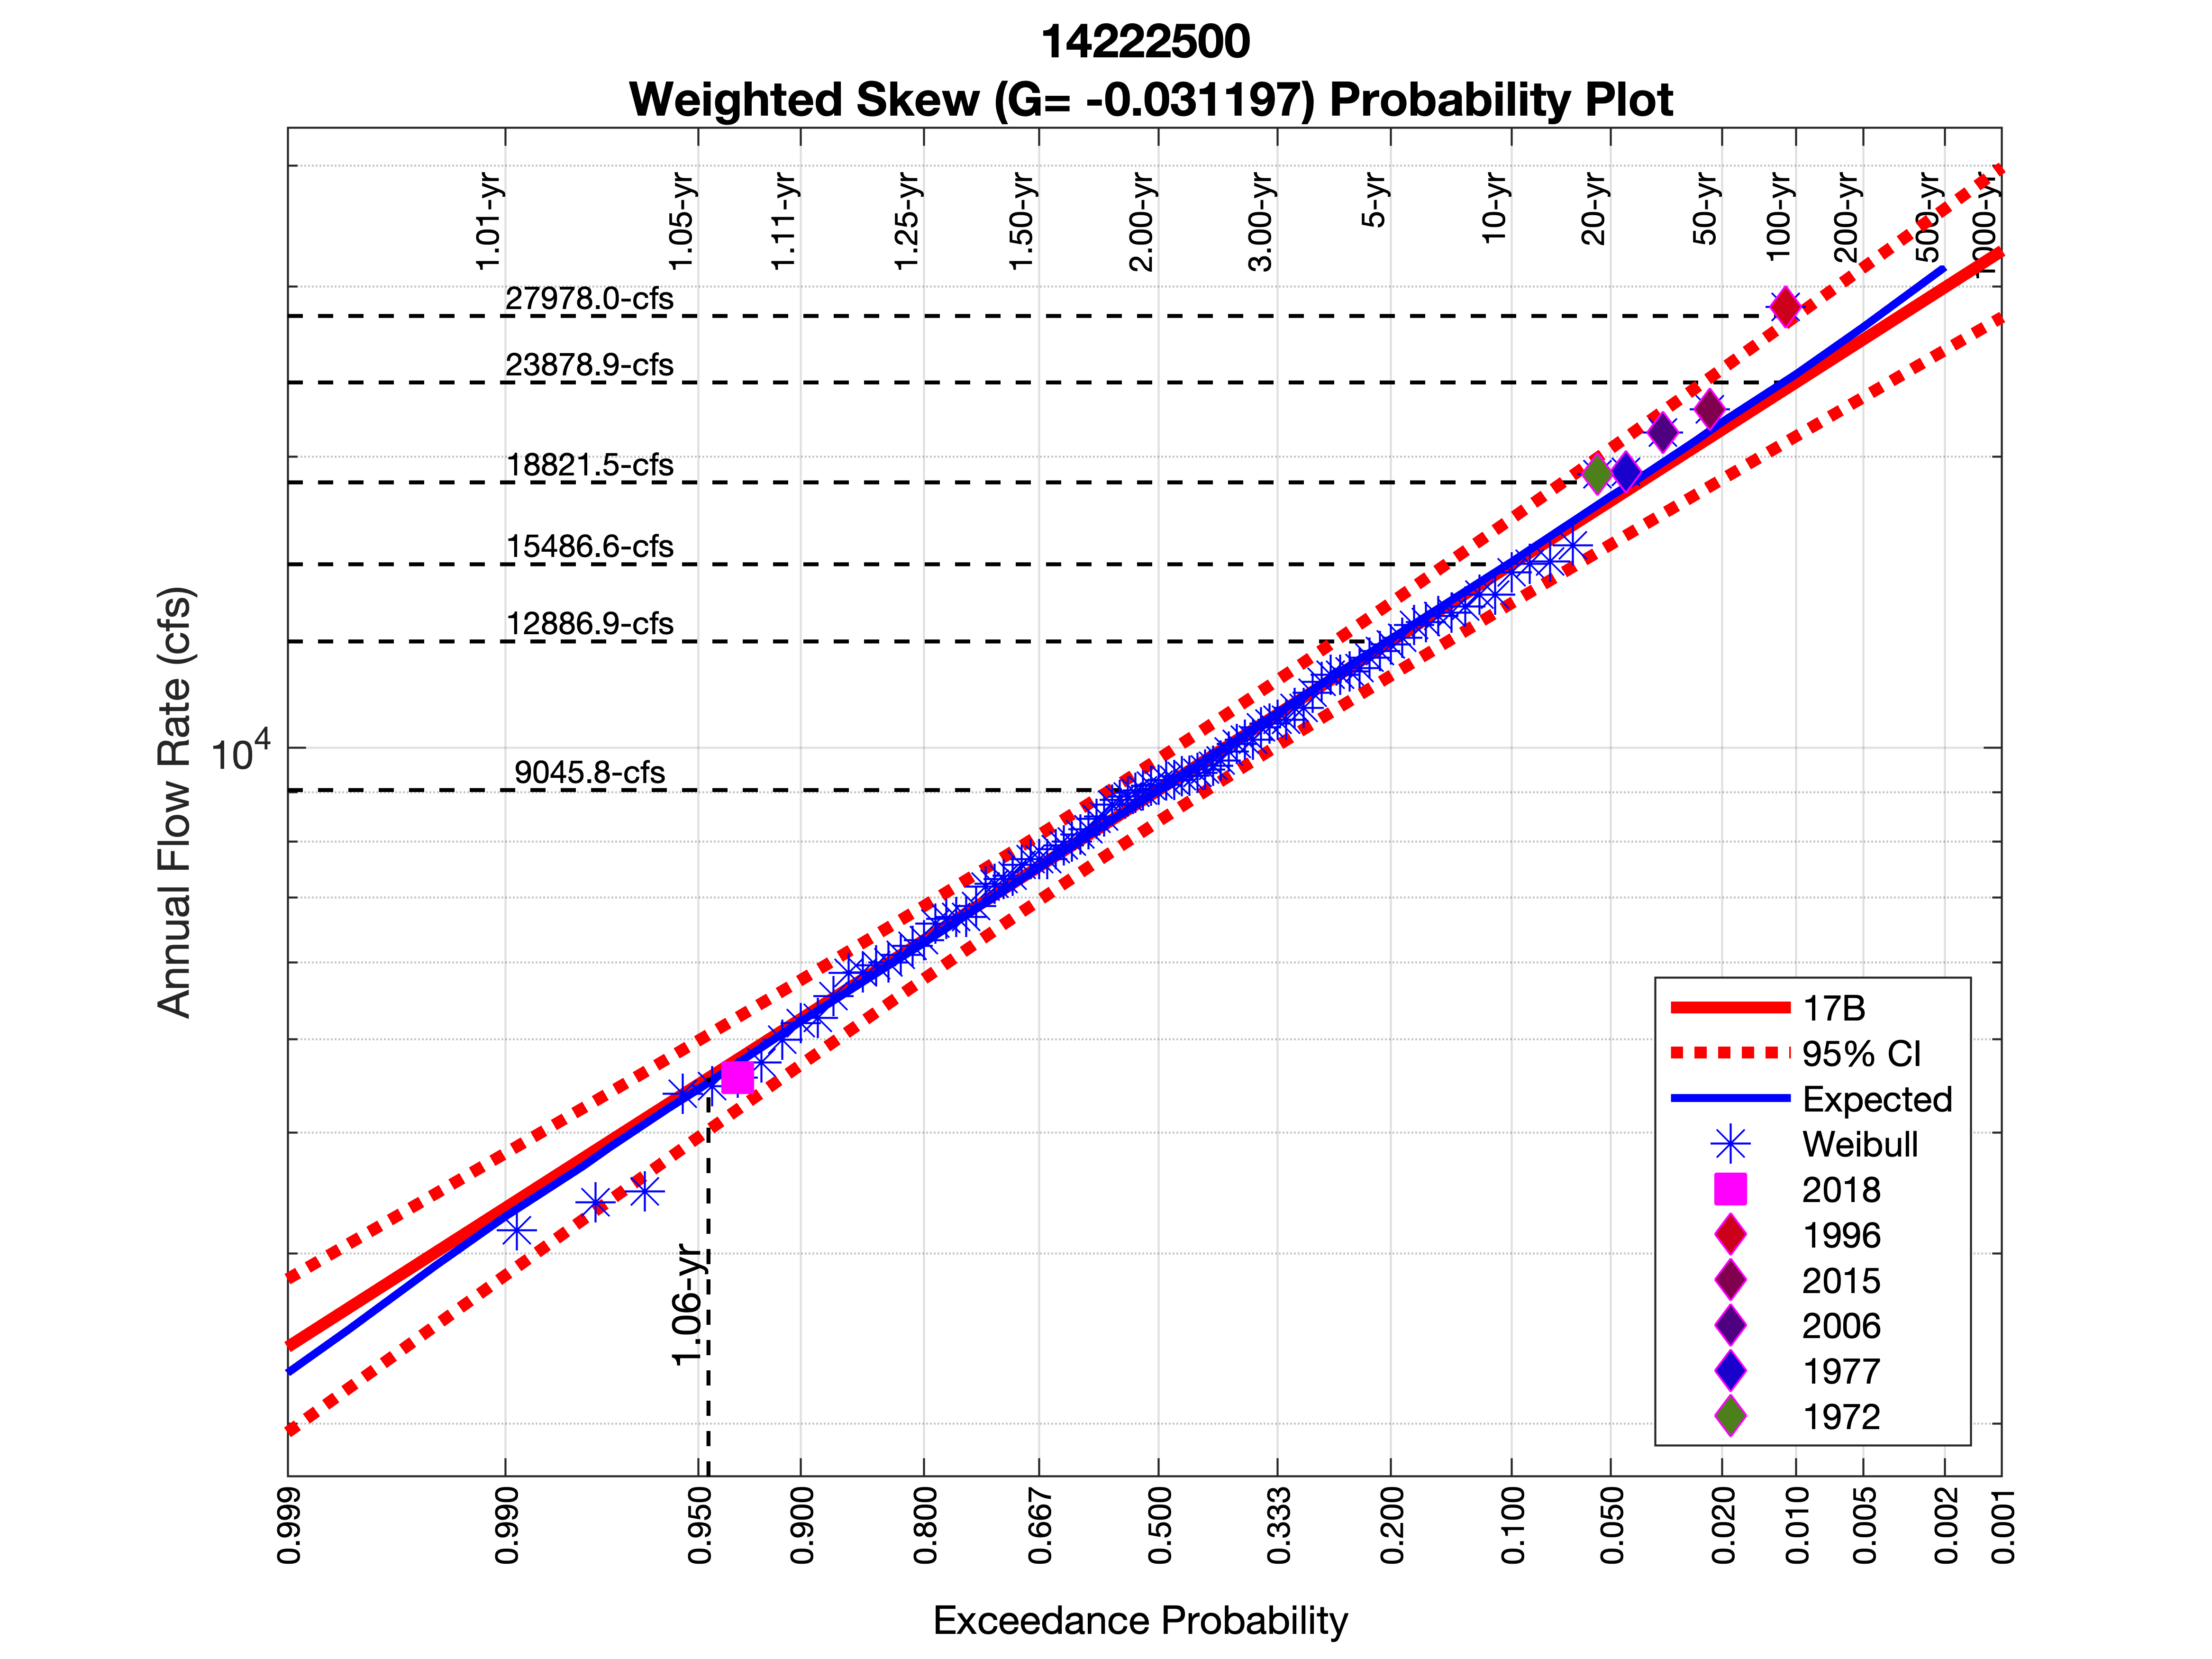 14222500
Weighted Skew (G= -0.031197) Probability Plot
1.01-yr
1.05-yr
1.11-yr
1.25-yr
1.50-yr
2.00-yr
3.00-yr
5-yr
10-yr
20-yr
50-yr
100-yr
200-yr
500-yr
1000-yr
27978.0-cfs
23878.9-cfs
18821.5-cfs
15486.6-cfs
12886.9-cfs
9045.8-cfs
10^4
Annual Flow Rate (cfs)
1.06-yr
17B
95% CI
Expected
Weibull
2018
1996
2015
2006
1977
1972
0.999
0.990
0.950
0.900
0.800
0.667
0.500
0.333
0.200
0.100
0.050
0.020
0.010
0.005
0.002
0.001
Exceedance Probability